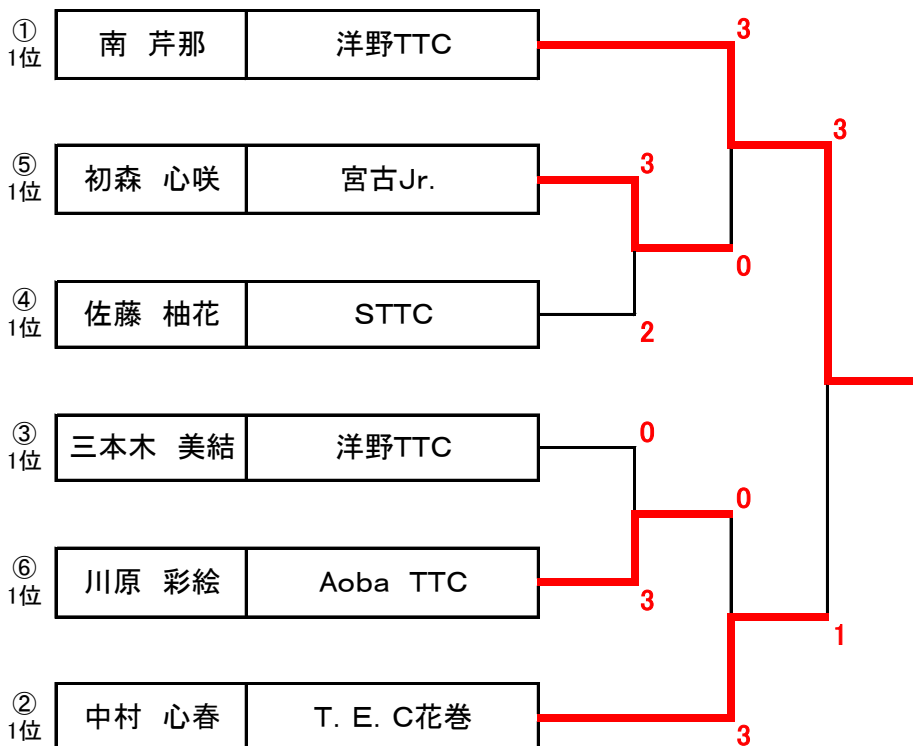 ①
1位
南 芹那
洋野TTC
3
3
⑤
1位
初森 心咲
宮古Jr.
3
0
④
1位
佐藤 柚花
STTC
2
③
1位
三本木 美結
洋野TTC
0
0
⑥
1位
川原 彩絵
Aoba TTC
3
1
②
1位
中村 心春
T. E. C花巻
3